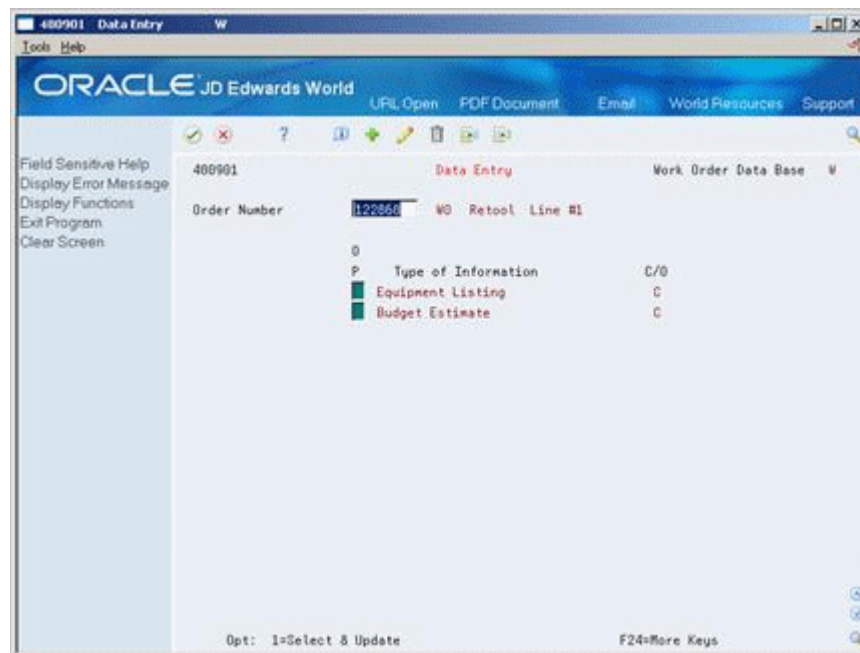 480901 Data Entry W
Tools Help
ORACLE JD Edwards World
URL Open PDF Document Email World Resources Support
Field Sensitive Help
Display Error Message
Display Functions
Exit Program
Clear Screen
480901 Data Entry Work Order Data Base W
Order Number 122868 WO Retool Line #1
O
P Type of Information C/O
Equipment Listing C
Budget Estimate C
Opt: 1=Select & Update F24=More Keys